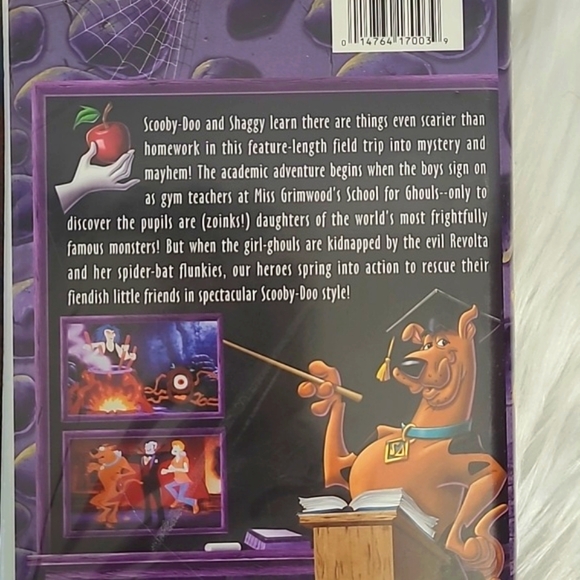 0 14764 17003 9
Scooby-Doo and Shaggy learn there are things even scarier than
homework in this feature-length field trip into mystery and
mayhem! The academic adventure begins when the boys sign on
as gym teachers at Miss Grimwood's School for Ghouls--only to
discover the pupils are (zoinks!) daughters of the world's most frightfully
famous monsters! But when the girl-ghouls are kidnapped by the evil Revolta
and her spider-bat flunkies, our heroes spring into action to rescue their
fiendish little friends in spectacular Scooby-Doo style!
SD